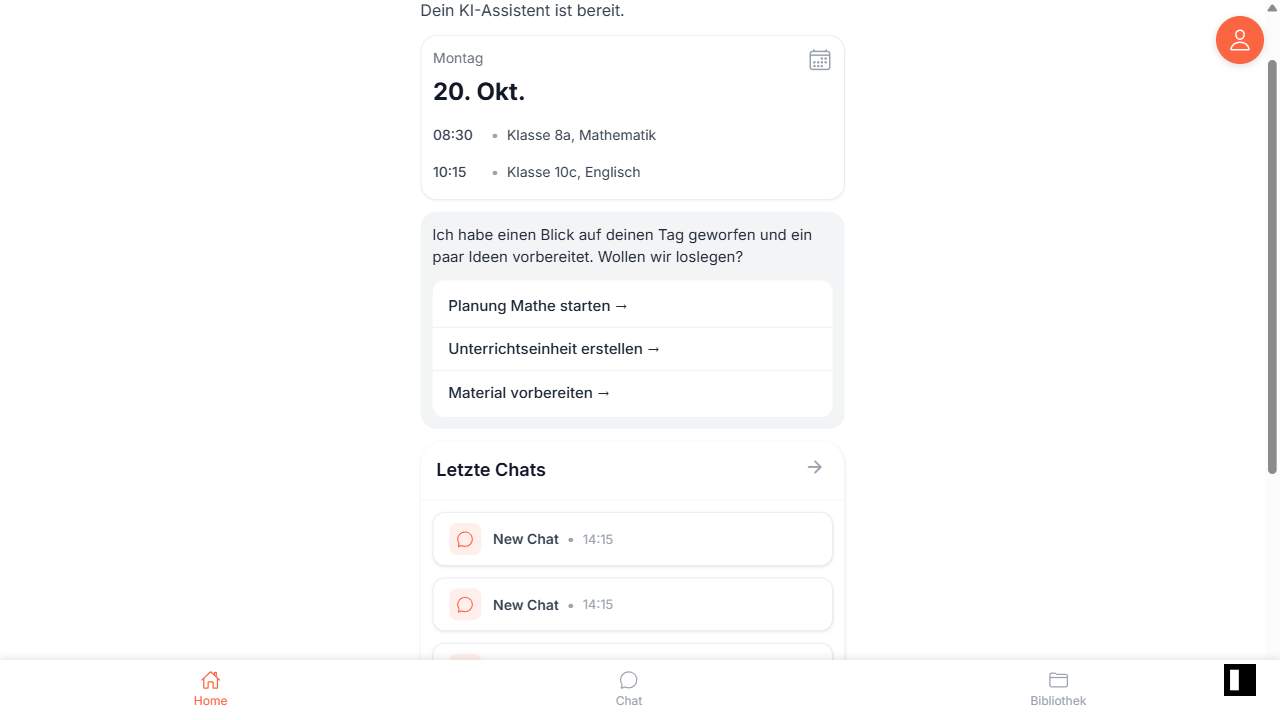 Dein KI-Assistent ist bereit.
Montag
20. Okt.
08:30 • Klasse 8a, Mathematik
10:15 • Klasse 10c, Englisch
Ich habe einen Blick auf deinen Tag geworfen und ein
paar Ideen vorbereitet. Wollen wir loslegen?
Planung Mathe starten →
Unterrichtseinheit erstellen →
Material vorbereiten →
Letzte Chats
New Chat • 14:15
New Chat • 14:15
Home
Chat
Bibliothek